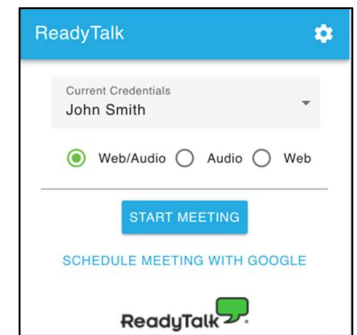 ReadyTalk
Current Credentials
John Smith
Web/Audio Audio Web
START MEETING
SCHEDULE MEETING WITH GOOGLE
ReadyTalk